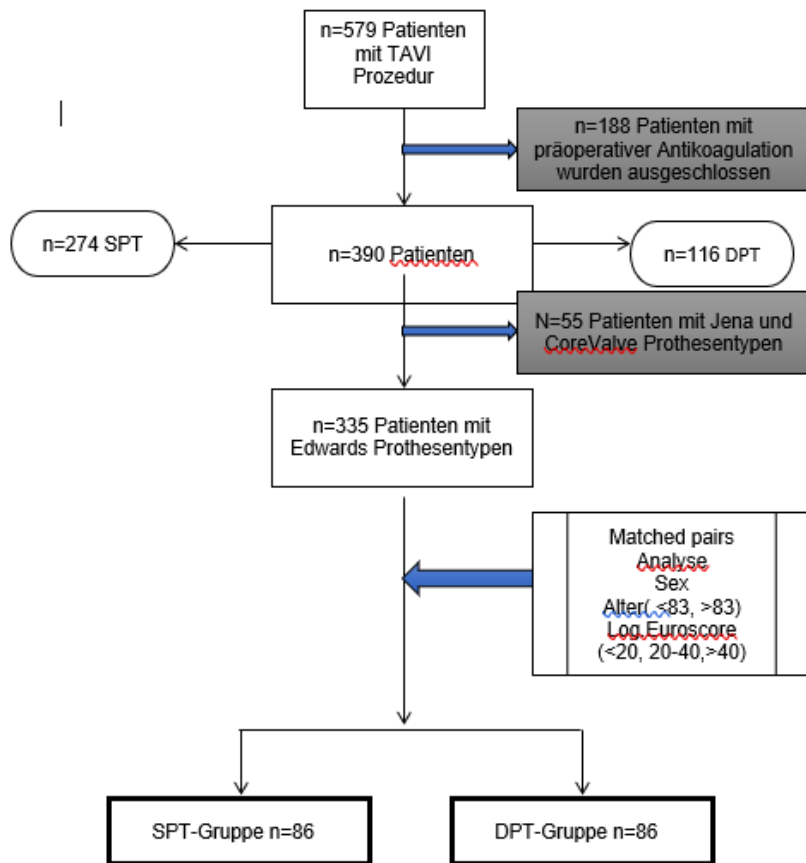 n=579 Patienten
mit TAVI
Prozedur
n=188 Patienten mit
präoperativer Antikoagulation
wurden ausgeschlossen
n=274 SPT
n=390 Patienten
n=116 DPT
N=55 Patienten mit Jena und
CoreValve Prothesentypen
n=335 Patienten mit
Edwards Prothesentypen
Matched pairs
Analyse
Sex
Alter( <83, >83)
Log.Euroscore
(<20, 20-40,>40)
SPT-Gruppe n=86
DPT-Gruppe n=86